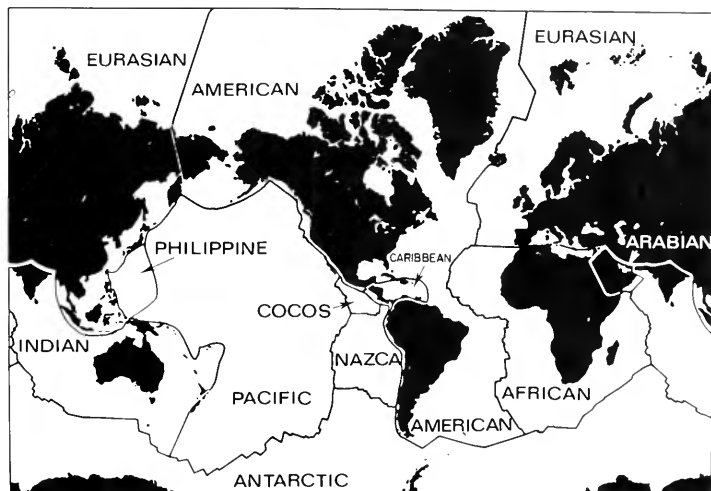 EURASIAN
AMERICAN
EURASIAN
PHILIPPINE
CARIBBEAN
ARABIAN
COCOS
INDIAN
NAZCA
AFRICAN
PACIFIC
AMERICAN
ANTARCTIC